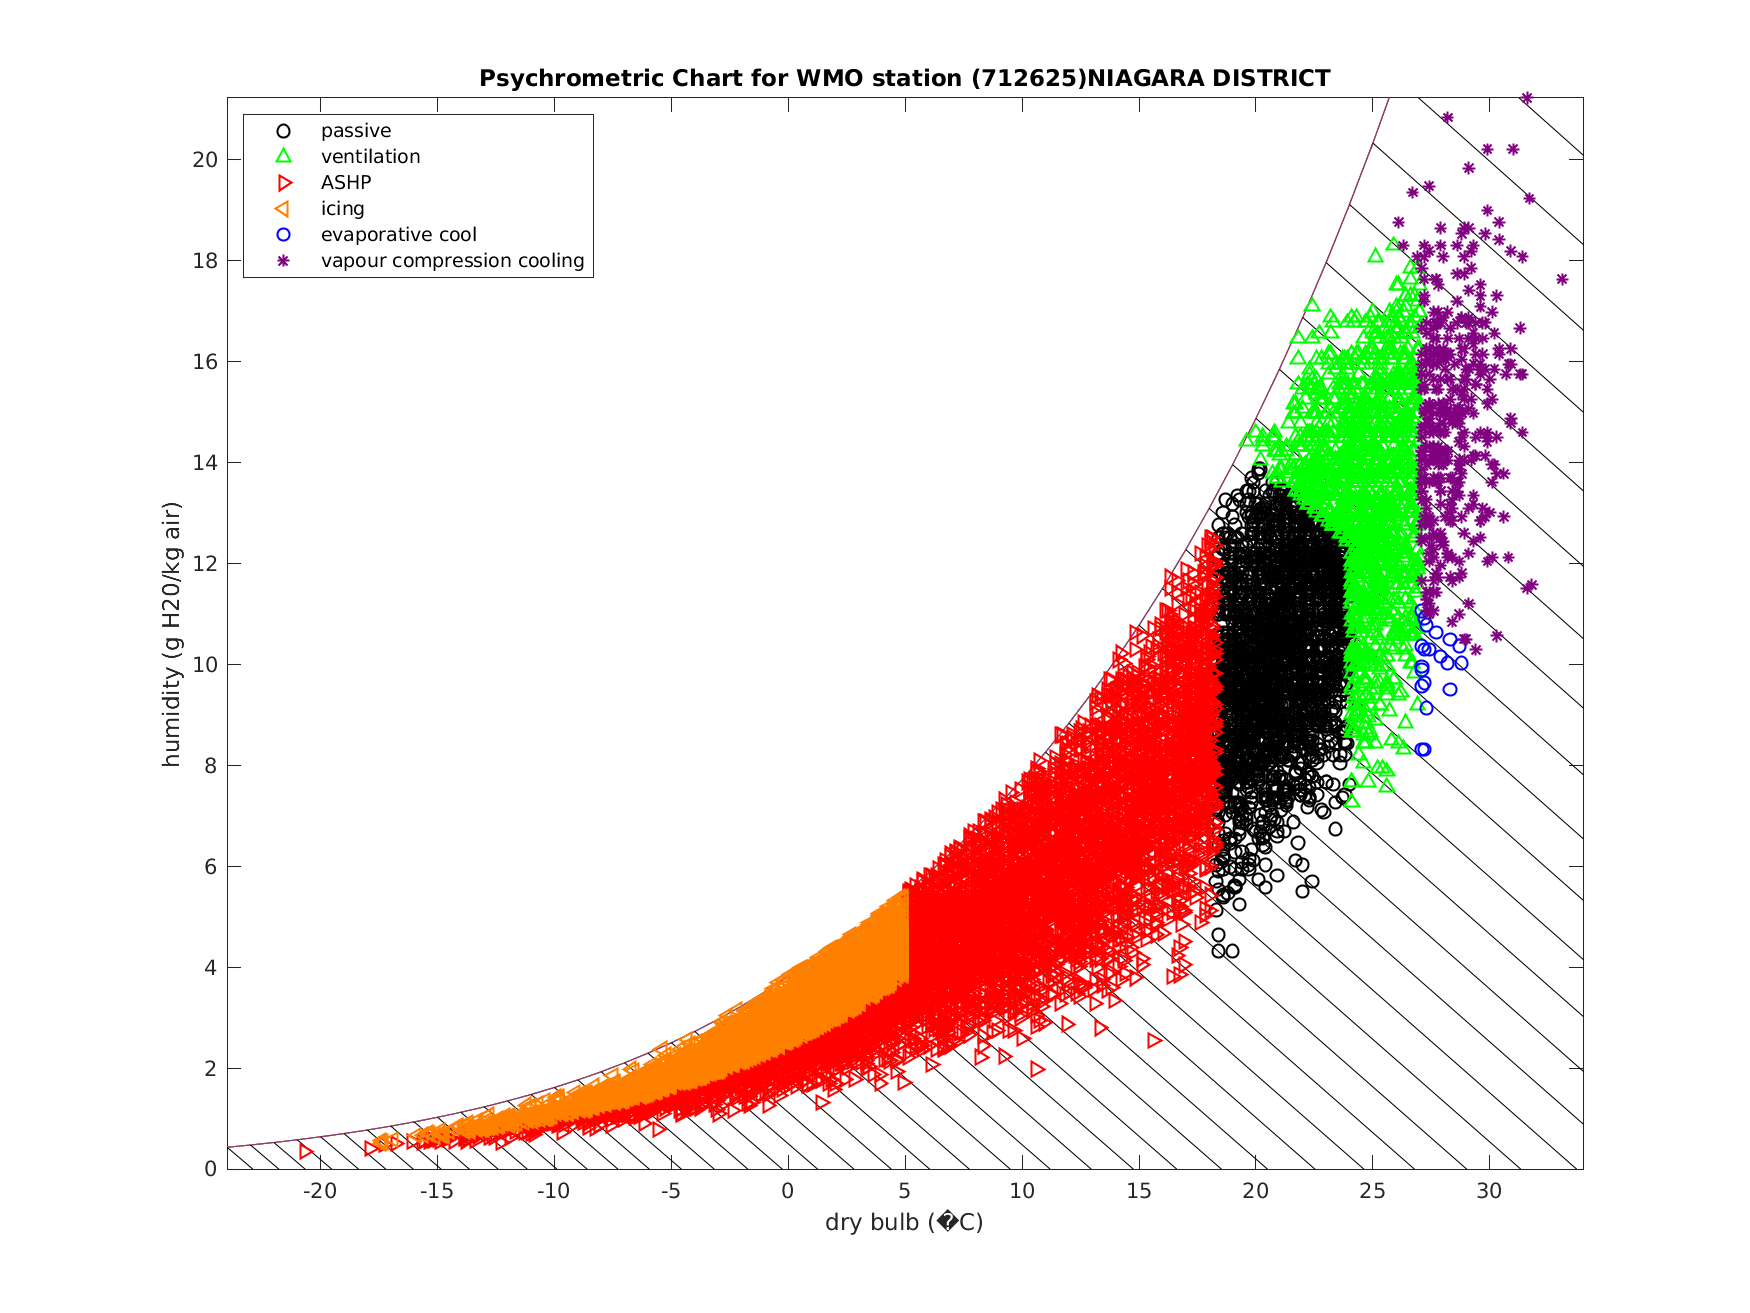 Psychrometric Chart for WMO station (712625)NIAGARA DISTRICT
passive
ventilation
ASHP
icing
evaporative cool
vapour compression cooling
humidity (g H20/kg air)
20
18
16
14
12
10
8
6
4
2
0
-20 -15 -10 -5 0 5 10 15 20 25 30
dry bulb (�C)